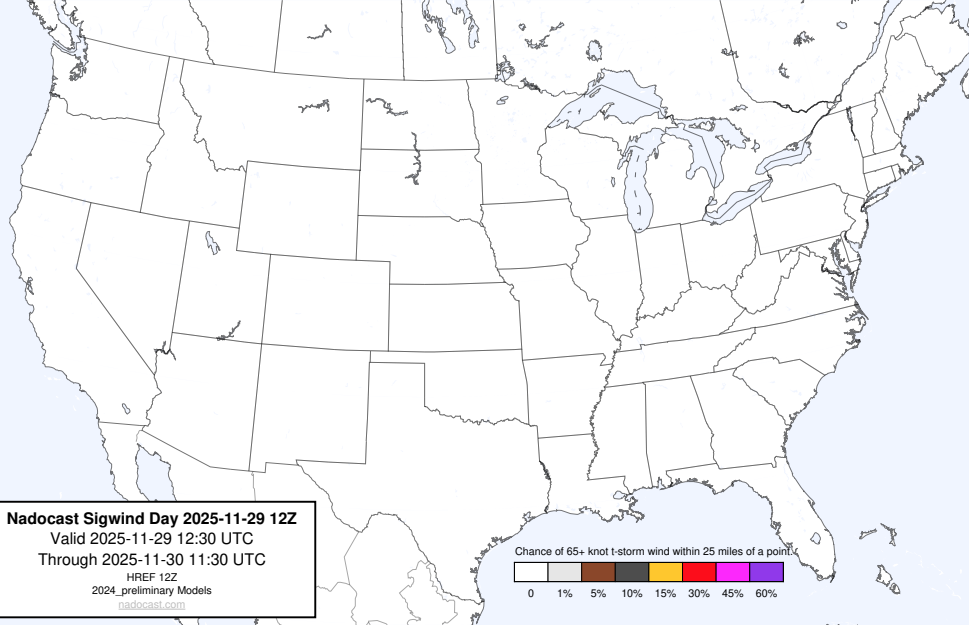 Nadocast Sigwind Day 2025-11-29 12Z
Valid 2025-11-29 12:30 UTC
Through 2025-11-30 11:30 UTC
HREF 12Z
2024_preliminary Models
nadocast.com
Chance of 65+ knot t-storm wind within 25 miles of a point.
0 1% 5% 10% 15% 30% 45% 60%